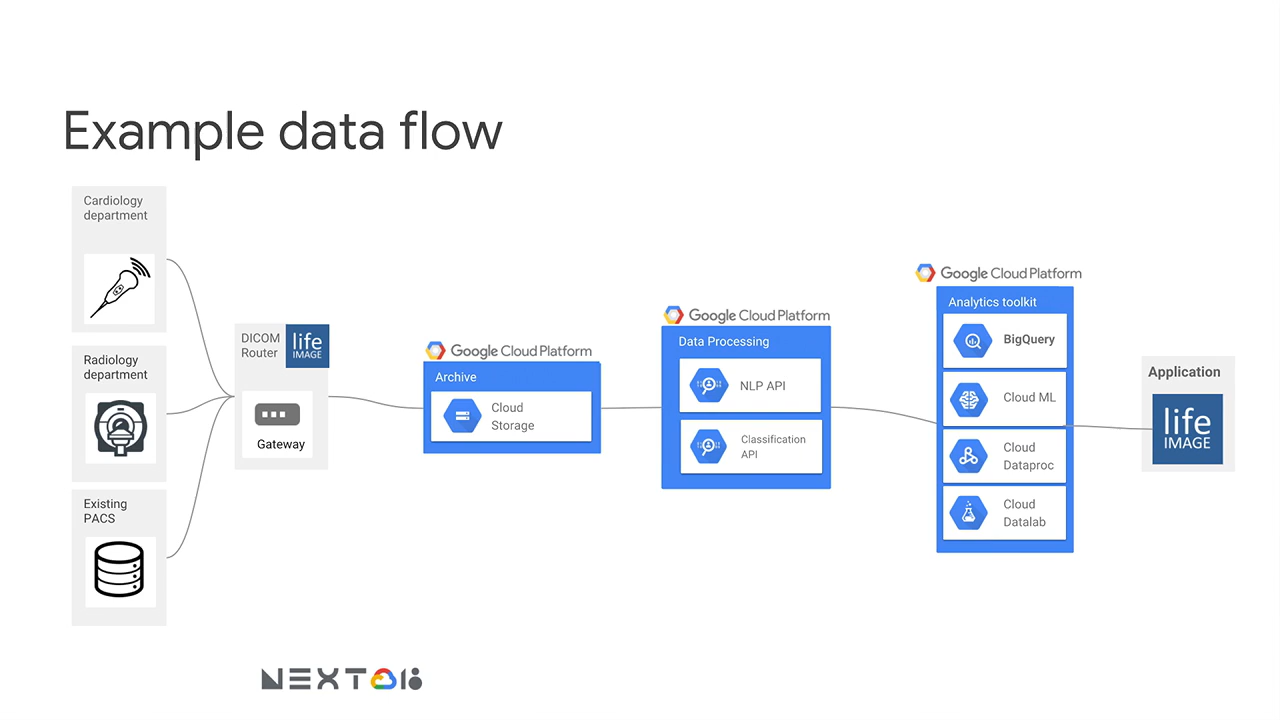 Example data flow
Cardiology
department
Radiology
department
Existing
PACS
DICOM
Router
life
IMAGE
Gateway
Google Cloud Platform
Archive
Cloud
Storage
Google Cloud Platform
Data Processing
NLP API
Classification
API
Google Cloud Platform
Analytics toolkit
BigQuery
Cloud ML
Cloud
Dataproc
Cloud
Datalab
Application
life
IMAGE
NEXT 18